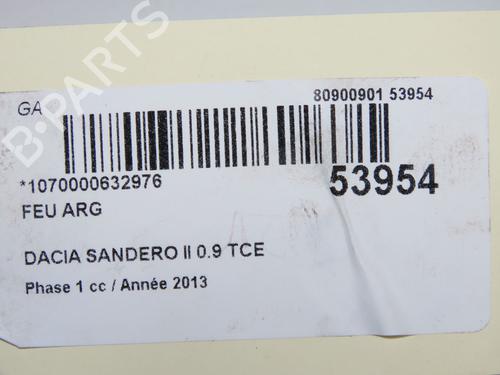 B-PARTS
GA
80900901 53954
*1070000632976
53954
FEU ARG
DACIA SANDERO II 0.9 TCE
Phase 1 cc / Année 2013